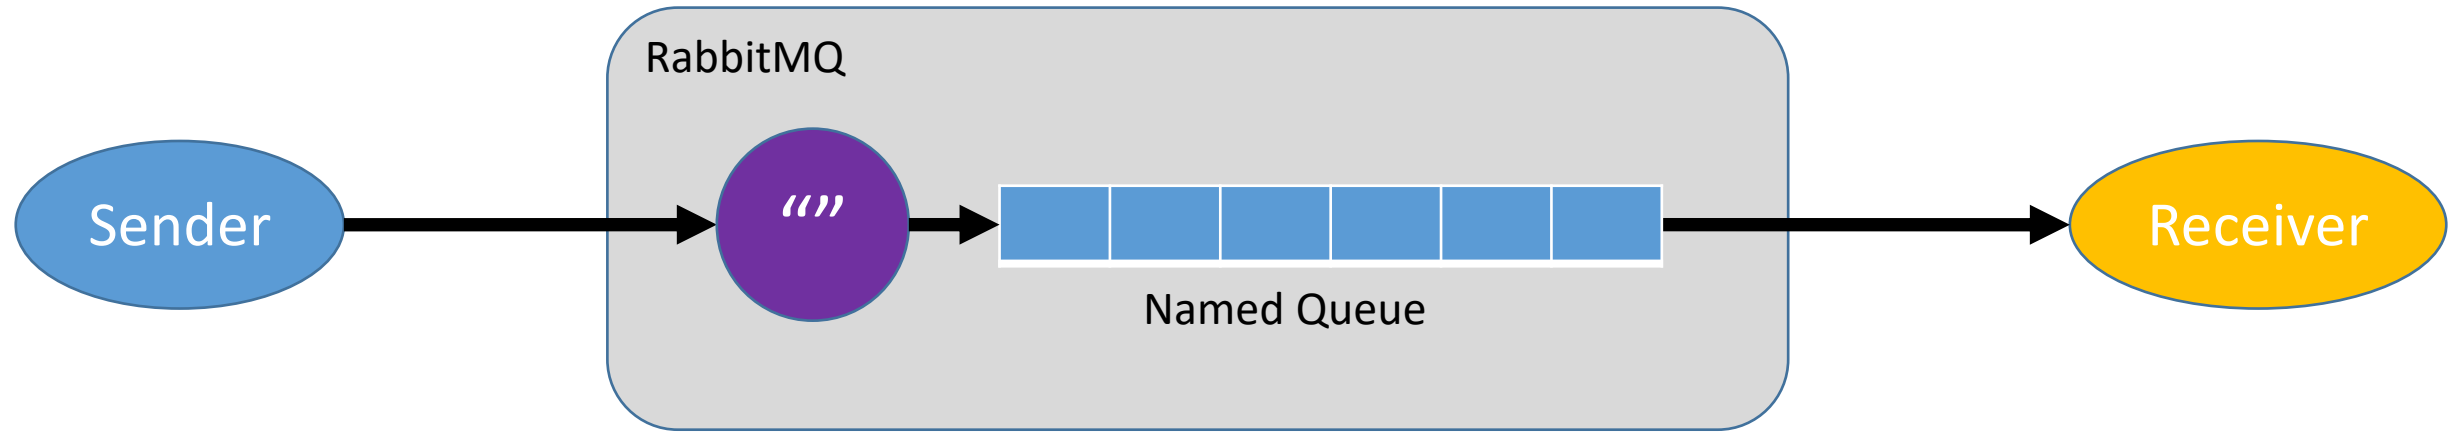 RabbitMQ
Sender
“”
Receiver
Named Queue